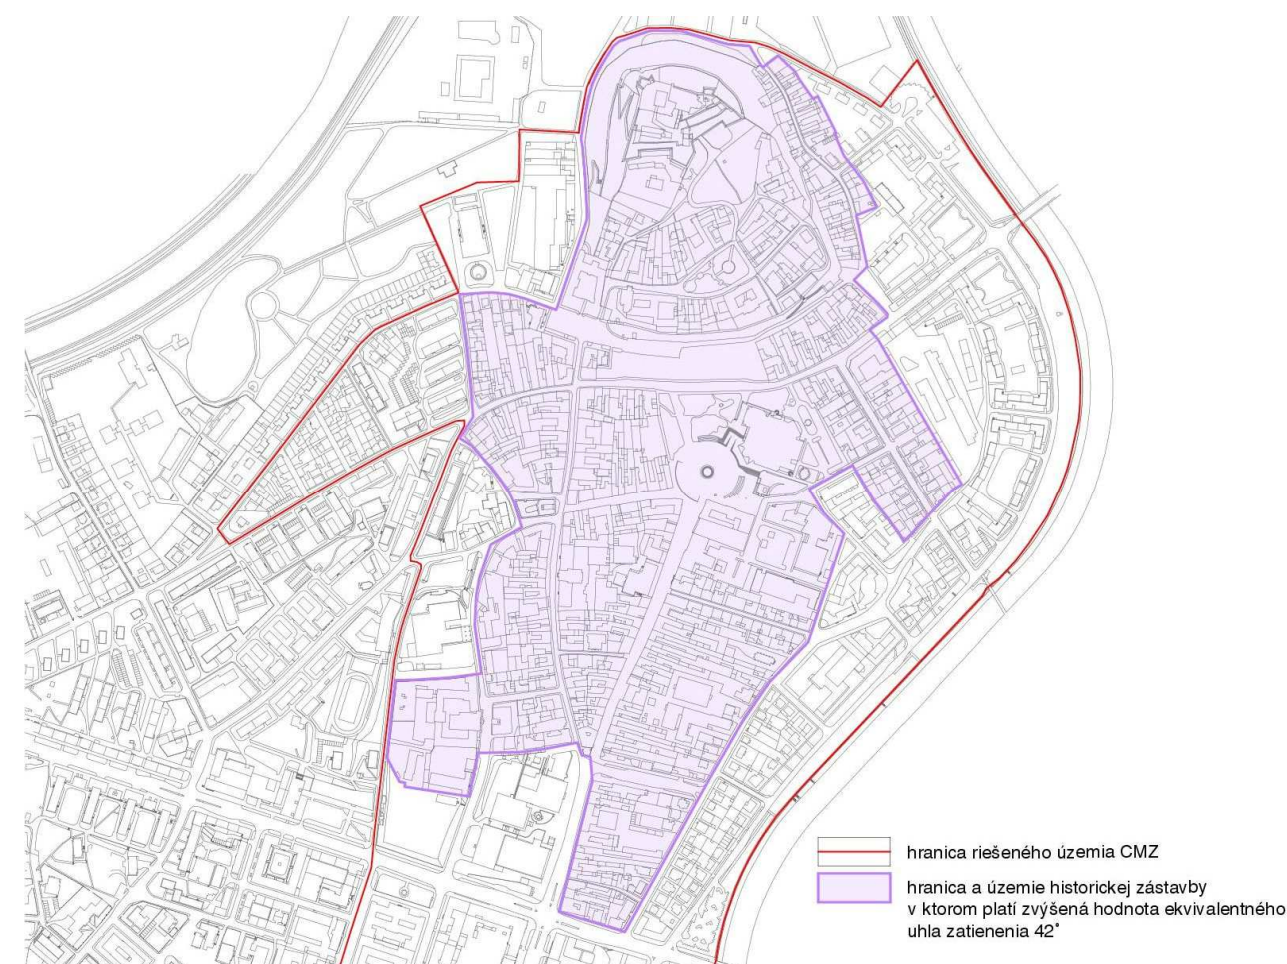 hranica riešeného územia CMZ
hranica a územie historickej zástavby
v ktorom platí zvýšená hodnota ekvivalentného
uhla zatienenia 42˚